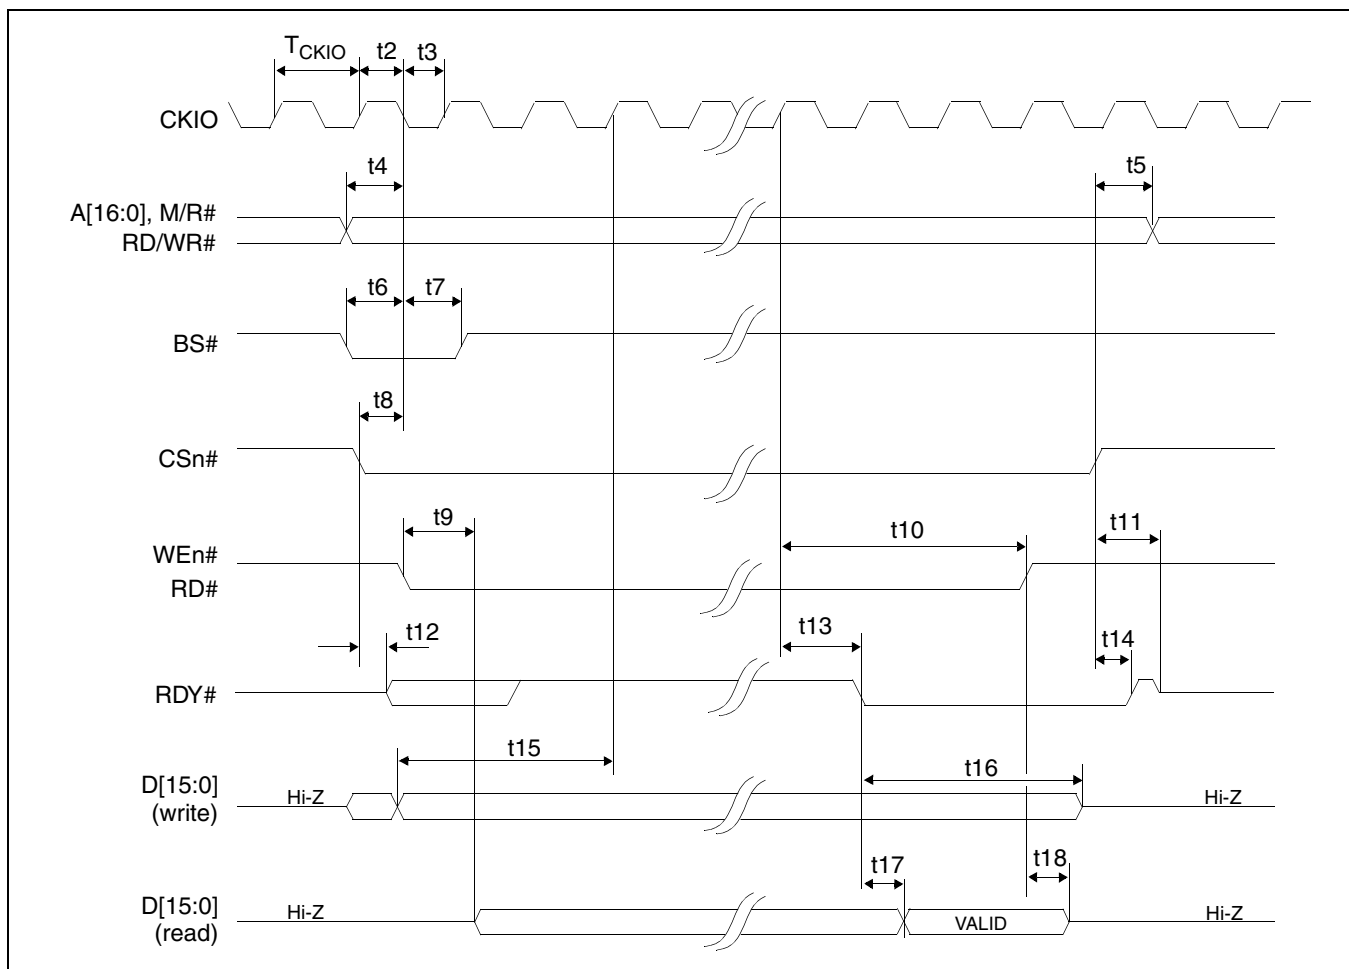 TCKIO t2 t3
CKIO
t4 t5
A[16:0], M/R#
RD/WR#
t6 t7
BS#
t8
CSn#
t9 t10 t11
WEn#
RD#
t12 t13 t14
RDY#
t15 t16
D[15:0]
(write)
Hi-Z Hi-Z
t17 t18
D[15:0]
(read)
Hi-Z VALID Hi-Z